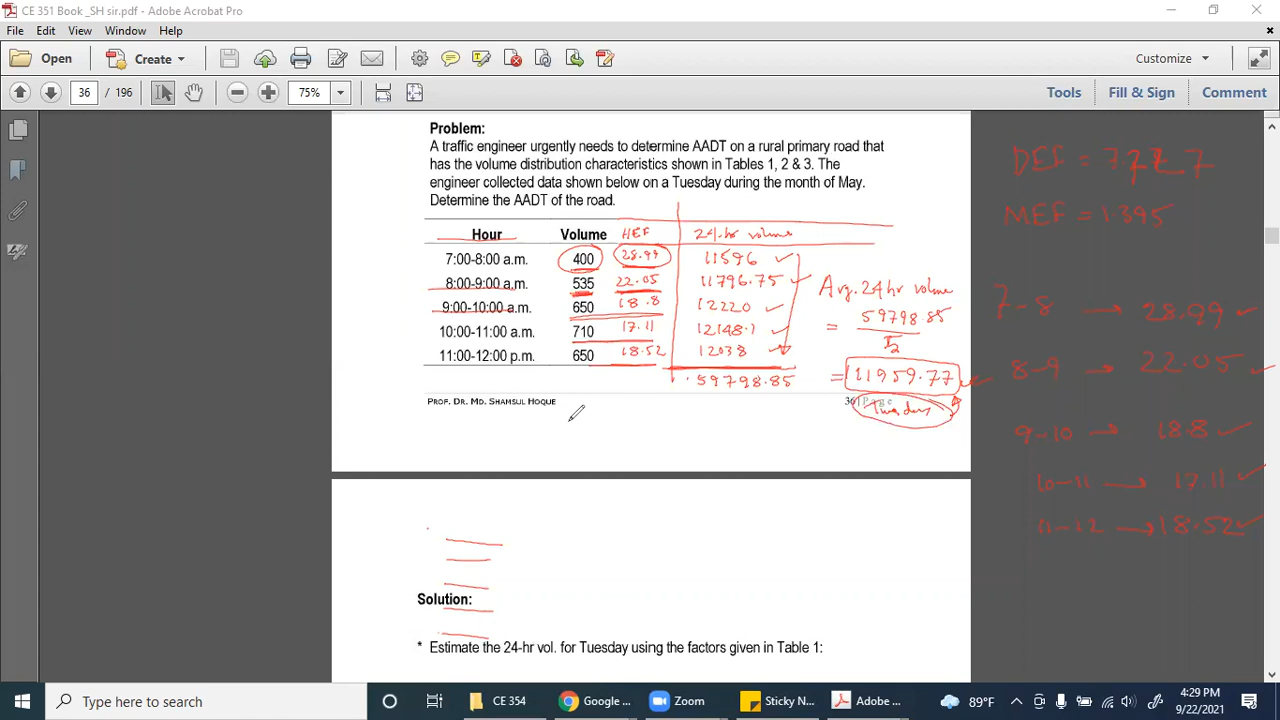 CE 351 Book _SH sir.pdf - Adobe Acrobat Pro
File Edit View Window Help
Open Create Customize
36 / 196 75% Tools Fill & Sign Comment
Problem:
A traffic engineer urgently needs to determine AADT on a rural primary road that
has the volume distribution characteristics shown in Tables 1, 2 & 3. The
engineer collected data shown below on a Tuesday during the month of May.
Determine the AADT of the road.
Hour Volume HEF 24-hr volume
7:00-8:00 a.m. 400 28.99 11596
8:00-9:00 a.m. 535 22.05 11796.75
9:00-10:00 a.m. 650 18.8 12220
10:00-11:00 a.m. 710 17.11 12148.1
11:00-12:00 p.m. 650 18.52 12038
59798.85
Avg. 24 hr volume
= 59798.85
5
= 11959.77
Tuesday
PROF. DR. MD. SHAMSUL HOQUE 36 | Page
DEF = 7.727
MEF = 1.395
7-8 → 28.99
8-9 → 22.05
9-10 → 18.8
10-11 → 17.11
11-12 → 18.52
Solution:
* Estimate the 24-hr vol. for Tuesday using the factors given in Table 1:
Type here to search CE 354 Google ... Zoom Sticky N... Adobe ... 89°F 4:29 PM
9/22/2021